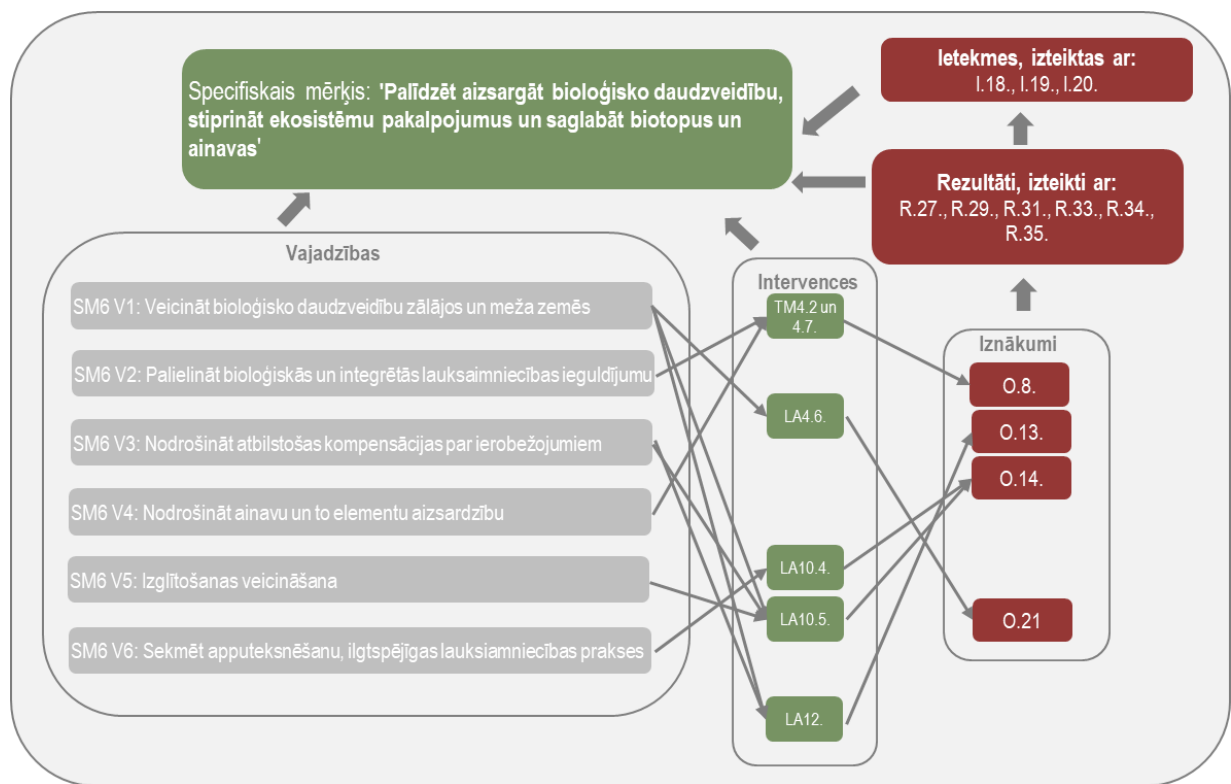 Specifiskais mērķis: 'Palīdzēt aizsargāt bioloģisko daudzveidību,
stiprināt ekosistēmu pakalpojumus un saglabāt biotopus un
ainavas'
Ietekmes, izteiktas ar:
I.18., I.19., I.20.
Rezultāti, izteikti ar:
R.27., R.29., R.31., R.33., R.34.,
R.35.
Vajadzības
SM6 V1: Veicināt bioloģisko daudzveidību zālājos un meža zemēs
SM6 V2: Palielināt bioloģiskās un integrētās lauksaimniecības ieguldījumu
SM6 V3: Nodrošināt atbilstošas kompensācijas par ierobežojumiem
SM6 V4: Nodrošināt ainavu un to elementu aizsardzību
SM6 V5: Izglītošanas veicināšana
SM6 V6: Sekmēt apputeksnēšanu, ilgtspējīgas lauksiamniecības prakses
Intervences
TM4.2 un
4.7.
LA4.6.
LA10.4.
LA10.5.
LA12.
Iznākumi
O.8.
O.13.
O.14.
O.21